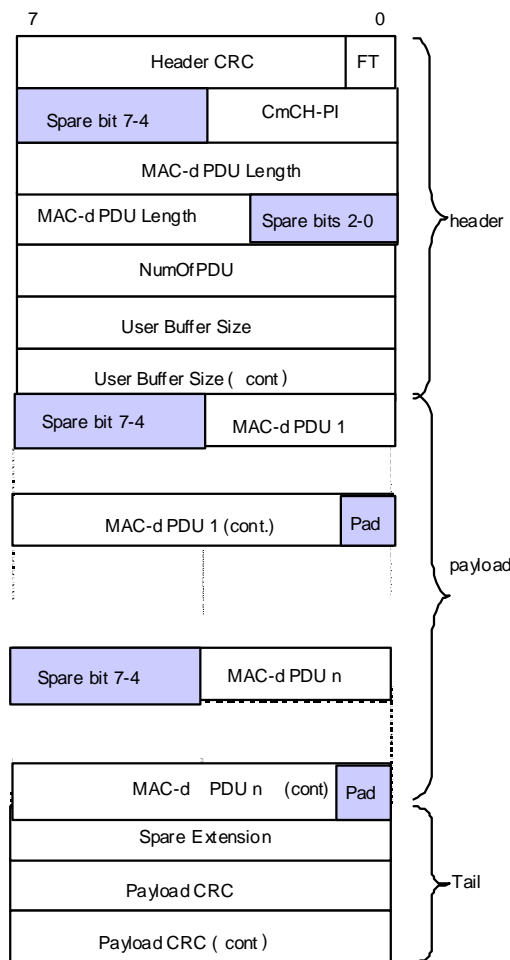 7 0
Header CRC FT
Spare bit 7-4 CmCH-PI
MAC-d PDU Length
MAC-d PDU Length Spare bits 2-0
header
NumOfPDU
User Buffer Size
User Buffer Size ( cont)
Spare bit 7-4 MAC-d PDU 1
MAC-d PDU 1 (cont.) Pad
payload
Spare bit 7-4 MAC-d PDU n
MAC-d PDU n (cont) Pad
Spare Extension
Payload CRC
Tail
Payload CRC ( cont )